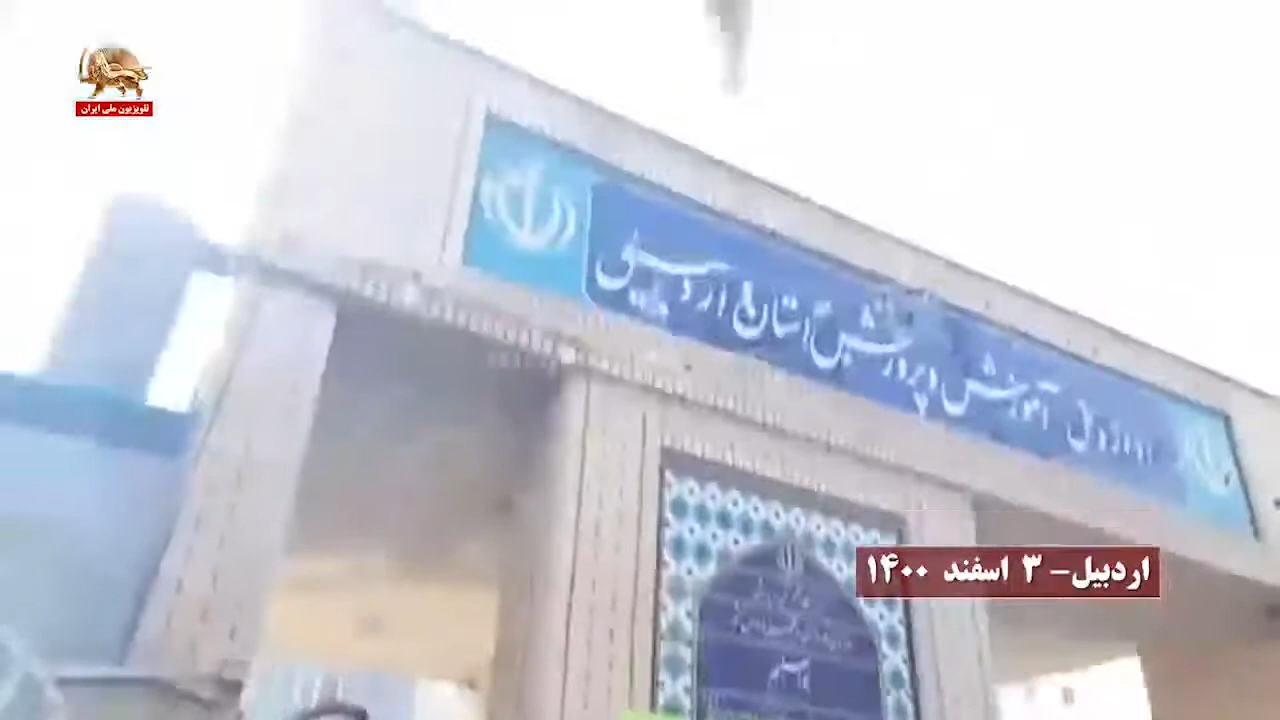 تلویزیون ملی ایران
اداره کل آموزش و پرورش استان اردبیل
اردبیل- ۳ اسفند ۱۴۰۰